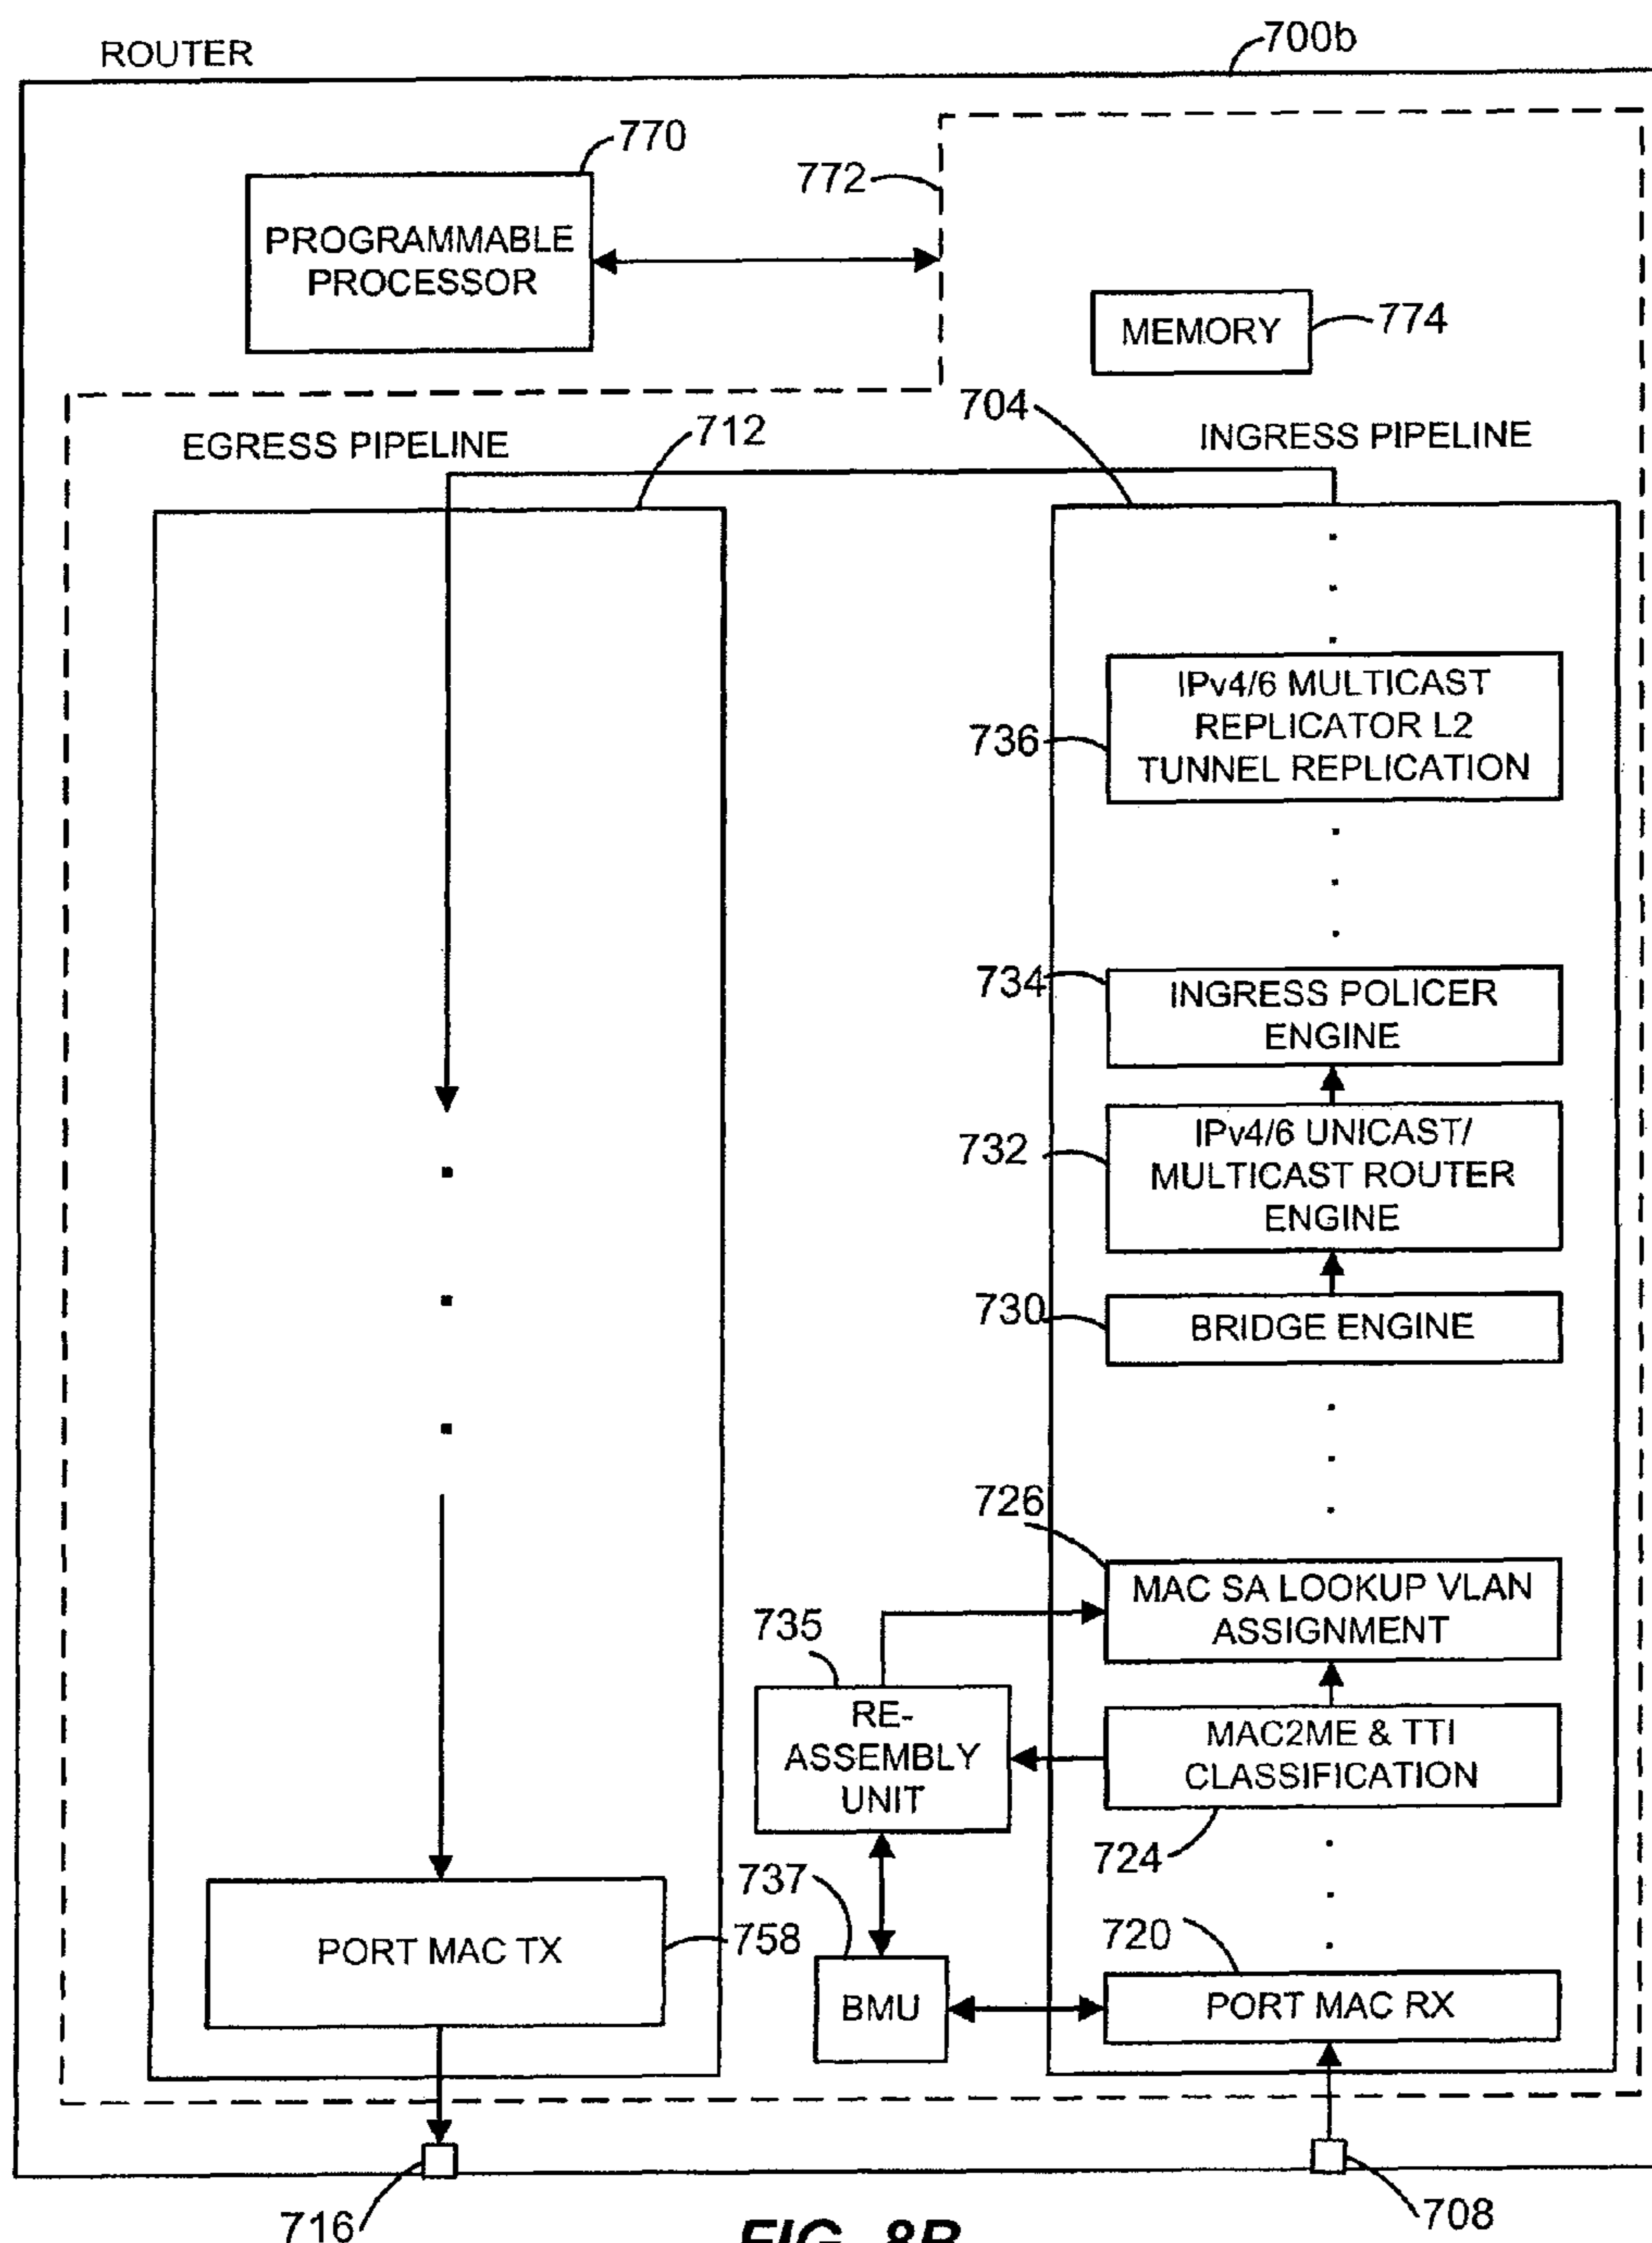 ROUTER
700b
770
772
PROGRAMMABLE
PROCESSOR
MEMORY
774
704
EGRESS PIPELINE
712
INGRESS PIPELINE
IPv4/6 MULTICAST
REPLICATOR L2
TUNNEL REPLICATION
736
734
INGRESS POLICER
ENGINE
732
IPv4/6 UNICAST/
MULTICAST ROUTER
ENGINE
730
BRIDGE ENGINE
726
MAC SA LOOKUP VLAN
ASSIGNMENT
735
RE-
ASSEMBLY
UNIT
MAC2ME & TTI
CLASSIFICATION
724
737
720
PORT MAC TX
758
BMU
PORT MAC RX
716
708
FIG. 8B